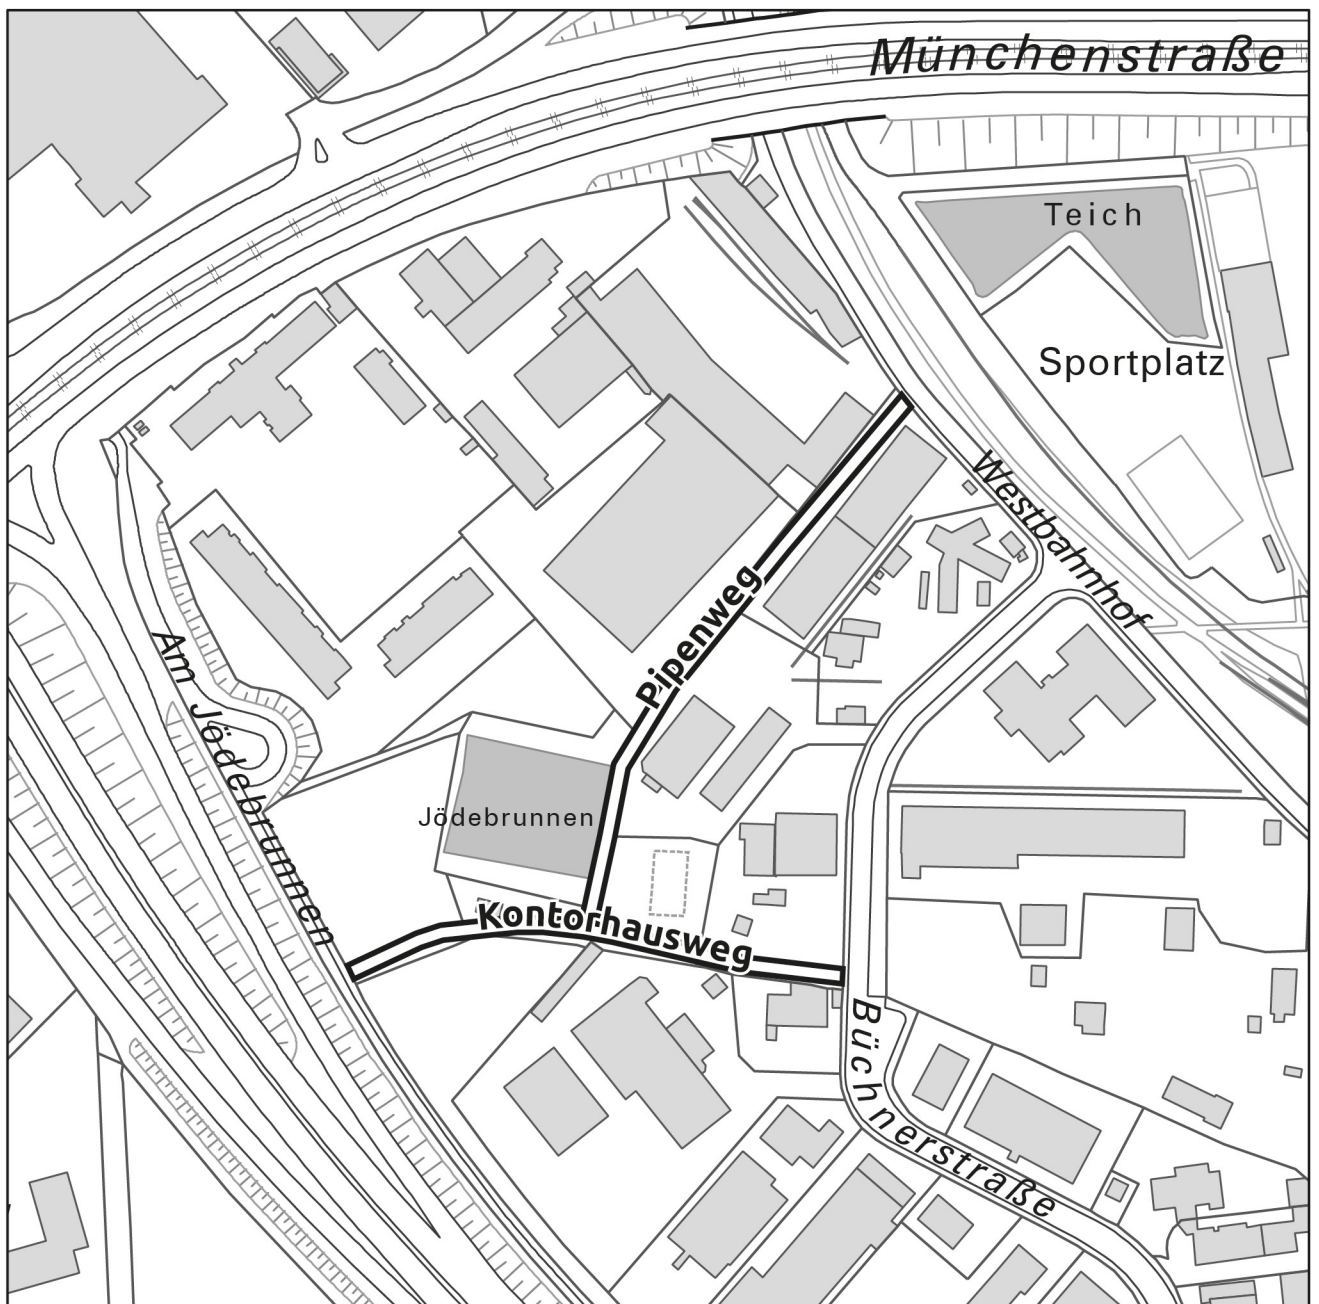 Münchenstraße
Teich
Sportplatz
Westbahnhof
Pipenweg
Am Jödebrunnen
Jödebrunnen
Kontorhausweg
Büchnerstraße